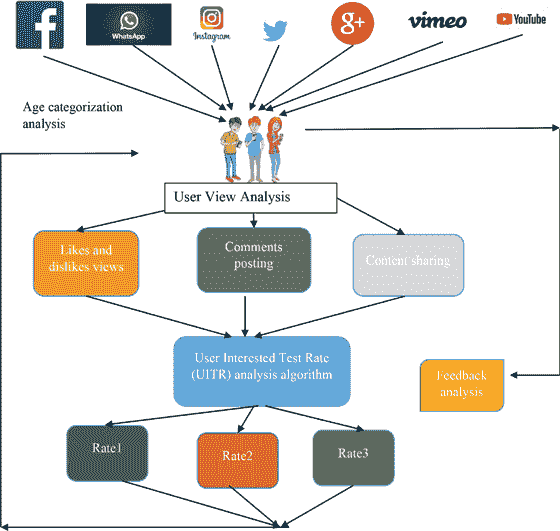 WhatsApp
Instagram
g+
vimeo
YouTube
Age categorization
analysis
User View Analysis
Likes and
dislikes views
Comments
posting
Content sharing
User Interested Test Rate
(UITR) analysis algorithm
Feedback
analysis
Rate1
Rate2
Rate3